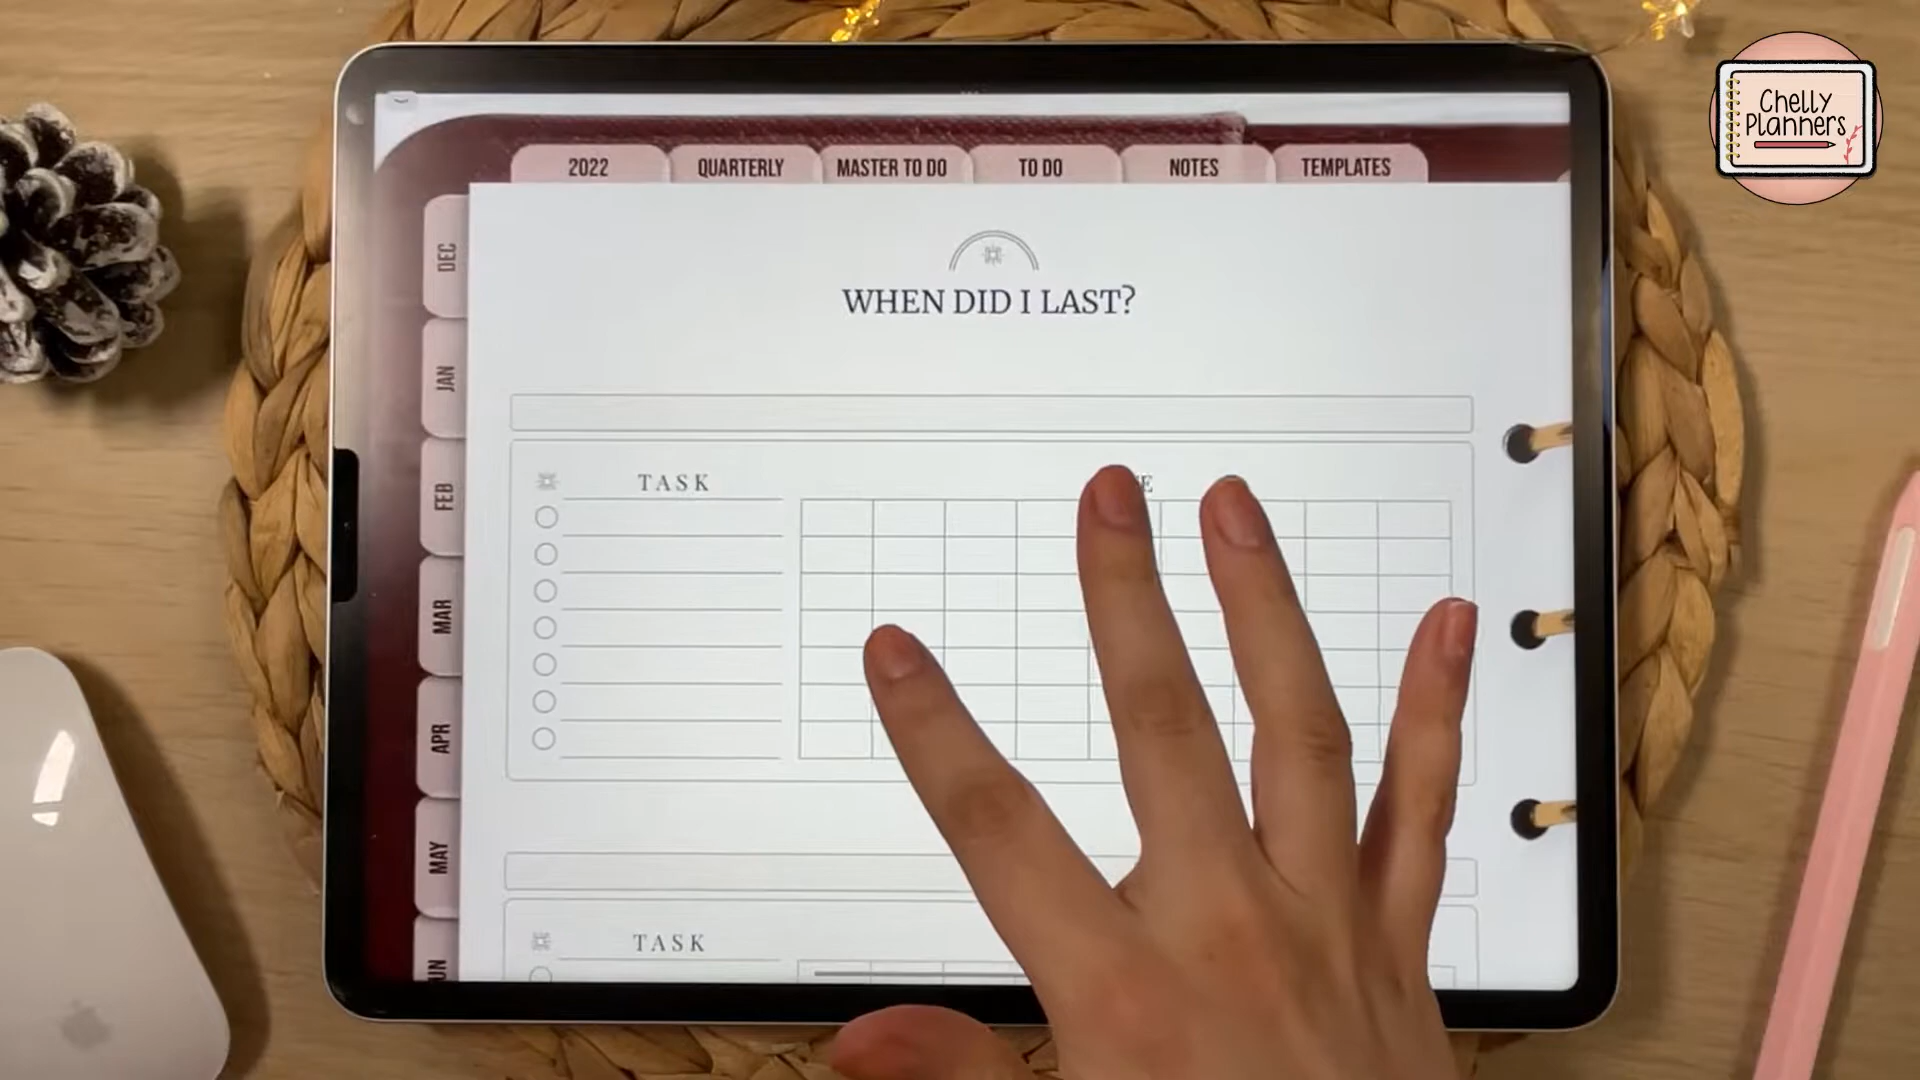 Chelly
Planners
2022 QUARTERLY MASTER TO DO TO DO NOTES TEMPLATES
DEC
JAN
FEB
MAR
APR
MAY
UN
WHEN DID I LAST?
TASK
TASK